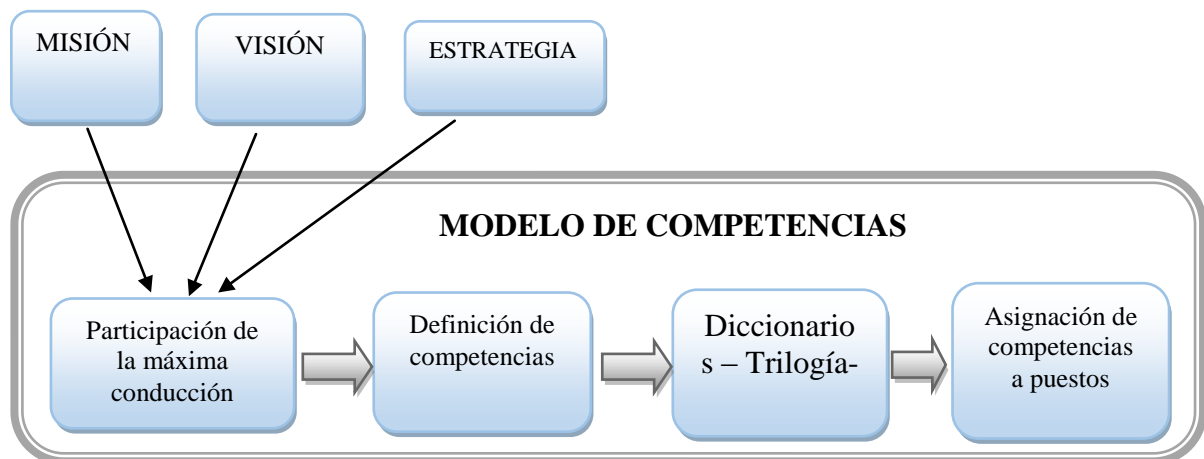 MISIÓN
VISIÓN
ESTRATEGIA
MODELO DE COMPETENCIAS
Participación de
la máxima
conducción
Definición de
competencias
Diccionario
s – Trilogía-
Asignación de
competencias
a puestos